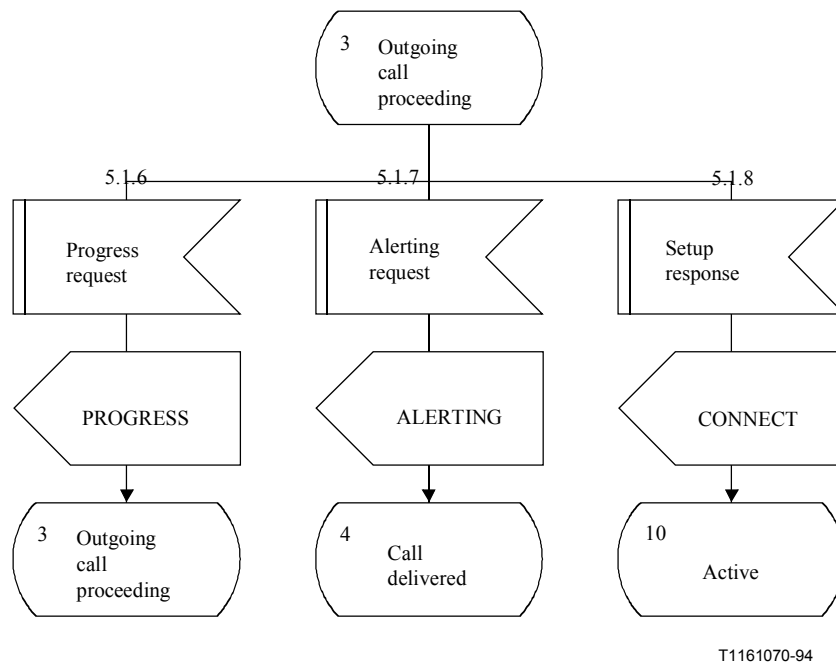 3
Outgoing
call
proceeding
5.1.6
5.1.7
5.1.8
Progress
request
Alerting
request
Setup
response
PROGRESS
ALERTING
CONNECT
3
Outgoing
call
proceeding
4
Call
delivered
10
Active
T1161070-94